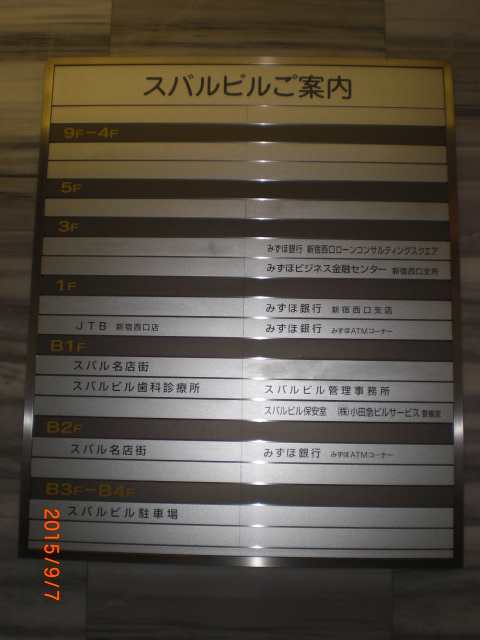 スバルビルご案内
9F-4F
5F
3F
みずほ銀行 新宿西口ローンコンサルティングスクエア
みずほビジネス金融センター 新宿西口支所
1F
みずほ銀行 新宿西口支店
JTB 新宿西口店 みずほ銀行 みずほATMコーナー
B1F
スバル名店街
スバルビル歯科診療所 スバルビル管理事務所
スバルビル保安室 (株)小田急ビルサービス 警備室
B2F
スバル名店街 みずほ銀行 みずほATMコーナー
B3F-B4F
スバルビル駐車場
2015/9/7